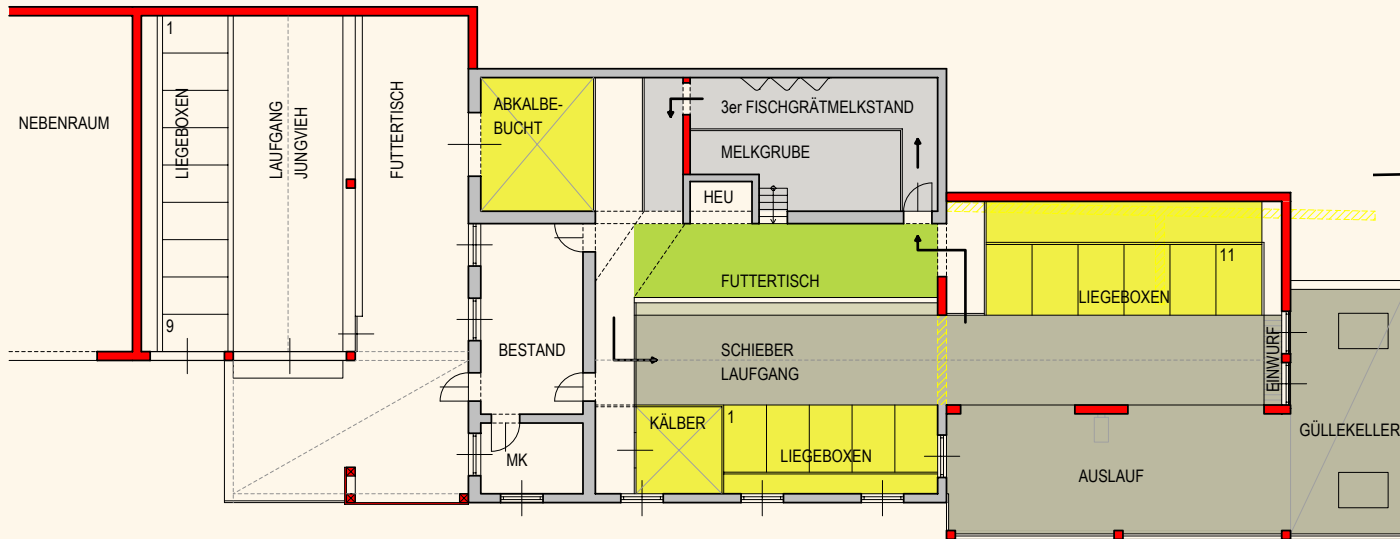 NEBENRAUM
1
LIEGEBOXEN
9
LAUFGANG
JUNGVIEH
FUTTERTISCH
ABKALBE-
BUCHT
3er FISCHGRÄTMELKSTAND
MELKGRUBE
HEU
FUTTERTISCH
BESTAND
SCHIEBER
LAUFGANG
MK
KÄLBER
1
LIEGEBOXEN
11
LIEGEBOXEN
EINWURF
AUSLAUF
GÜLLEKELLER